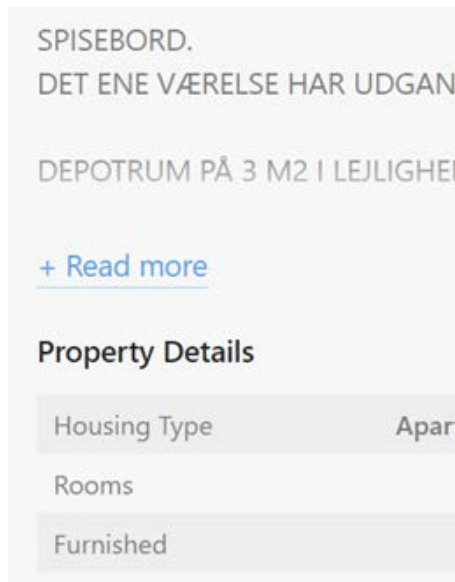 SPISEBORD.
DET ENE VÆRELSE HAR UDGAN
DEPOTRUM PÅ 3 M2 I LEJLIGHE
+ Read more
Property Details
Housing Type Apar
Rooms
Furnished